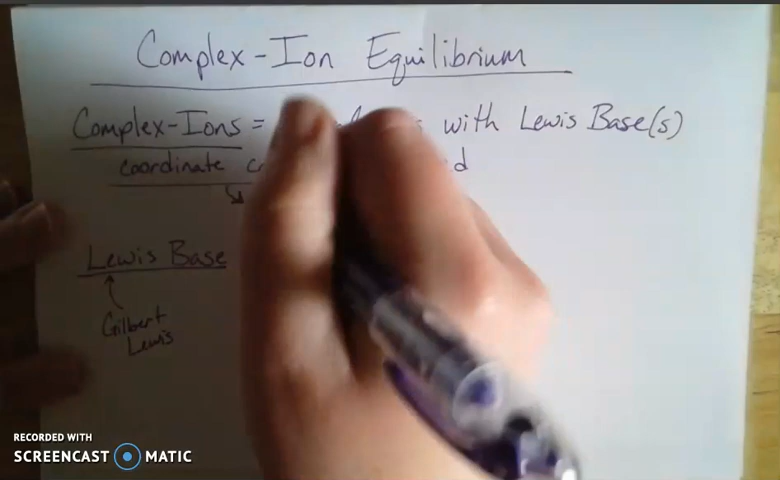 Complex-Ion Equilibrium
Complex-Ions = with Lewis Base(s)
coordinate
Lewis Base
Gilbert
Lewis
RECORDED WITH
SCREENCAST MATIC